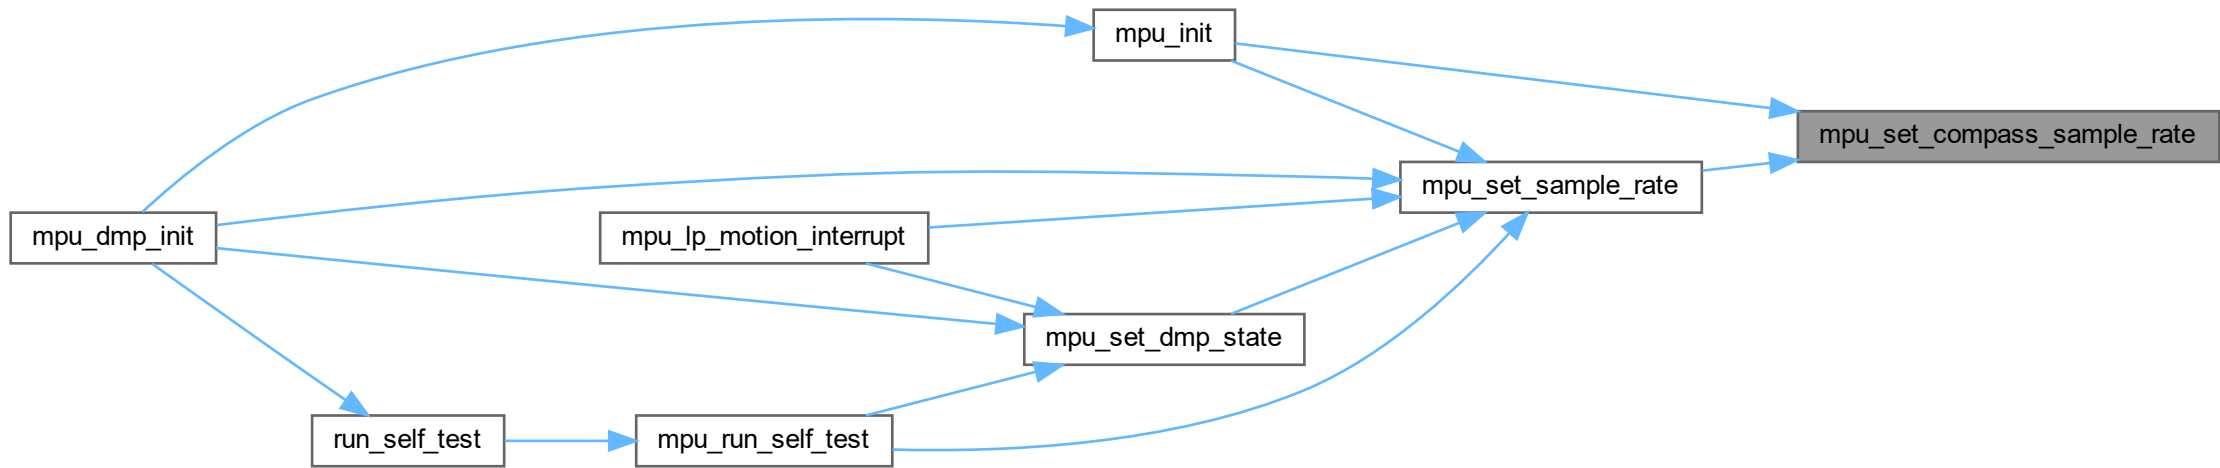 mpu_init
mpu_set_compass_sample_rate
mpu_set_sample_rate
mpu_dmp_init
mpu_lp_motion_interrupt
mpu_set_dmp_state
run_self_test
mpu_run_self_test